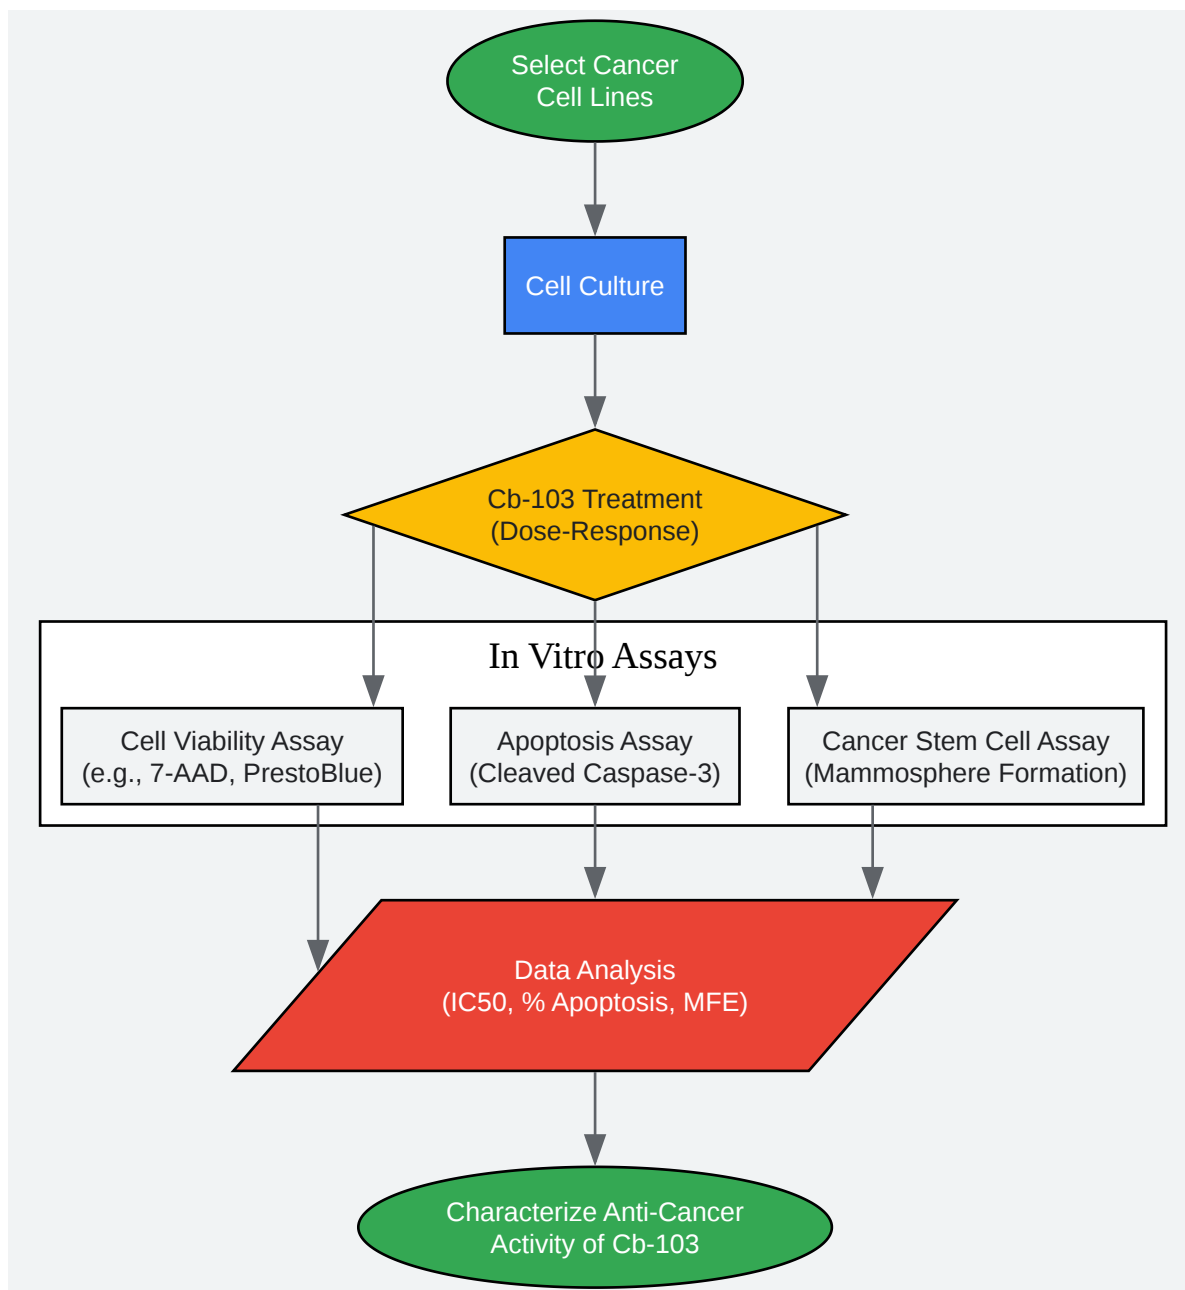 Select Cancer
Cell Lines
Cell Culture
Cb-103 Treatment
(Dose-Response)
In Vitro Assays
Cell Viability Assay
(e.g., 7-AAD, PrestoBlue)
Apoptosis Assay
(Cleaved Caspase-3)
Cancer Stem Cell Assay
(Mammosphere Formation)
Data Analysis
(IC50, % Apoptosis, MFE)
Characterize Anti-Cancer
Activity of Cb-103